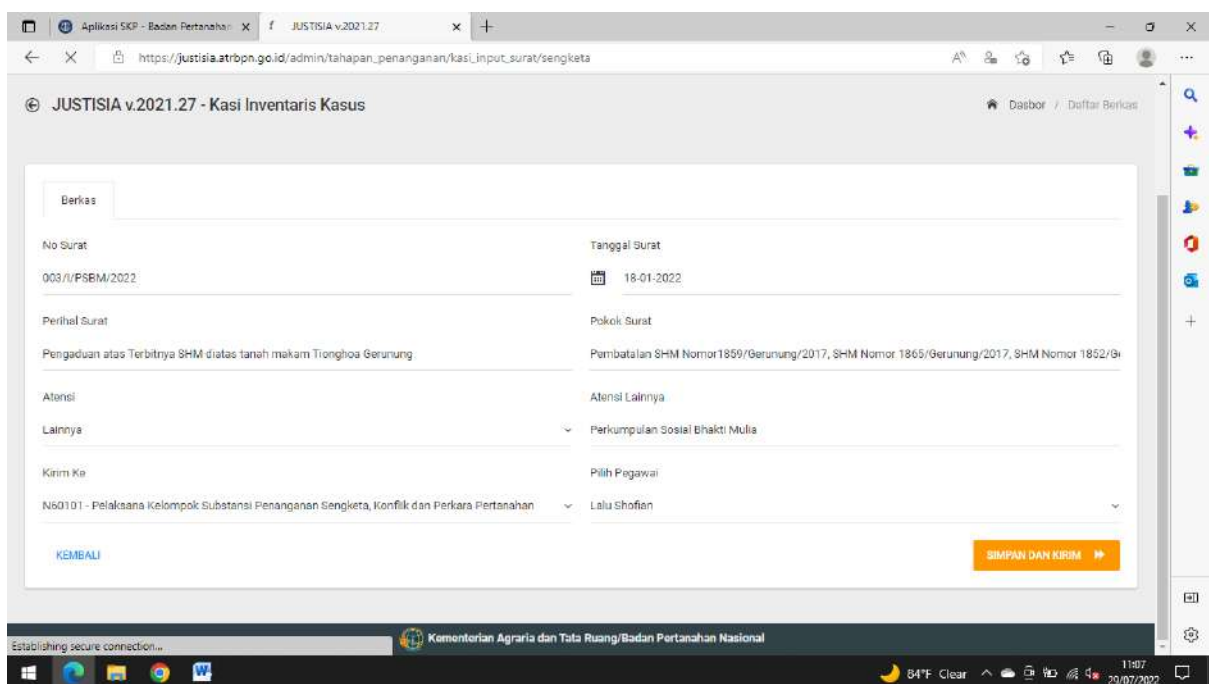 Aplikasi SKP - Badan Pertanahan
JUSTISIA v.2021.27
https://justisia.atrbpn.go.id/admin/tahapan_penanganan/kasi_input_surat/sengketa
JUSTISIA v.2021.27 - Kasi Inventaris Kasus
Dasbor / Daftar Berkas
Berkas
No Surat
Tanggal Surat
003/I/PSBM/2022
18-01-2022
Perihal Surat
Pokok Surat
Pengaduan atas Terbitnya SHM diatas tanah makam Tionghoa Gerunung
Pembatalan SHM Nomor1859/Gerunung/2017, SHM Nomor 1865/Gerunung/2017, SHM Nomor 1852/G
Atensi
Atensi Lainnya
Lainnya
Perkumpulan Sosial Bhakti Mulia
Kirim Ke
Pilih Pegawai
N60101 - Pelaksana Kelompok Substansi Penanganan Sengketa, Konflik dan Perkara Pertanahan
Lalu Shofian
KEMBALI
SIMPAN DAN KIRIM
Kementerian Agraria dan Tata Ruang/Badan Pertanahan Nasional
Establishing secure connection...
84°F Clear
11:07
29/07/2022